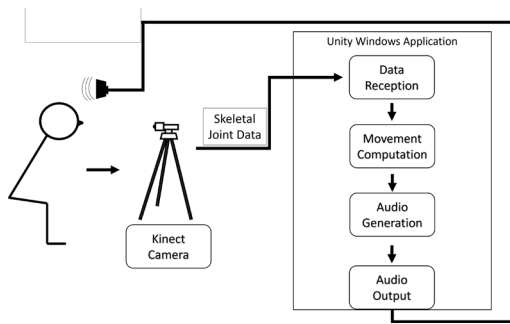 Unity Windows Application
Data
Reception
Skeletal
Joint Data
Movement
Computation
Audio
Generation
Kinect
Camera
Audio
Output